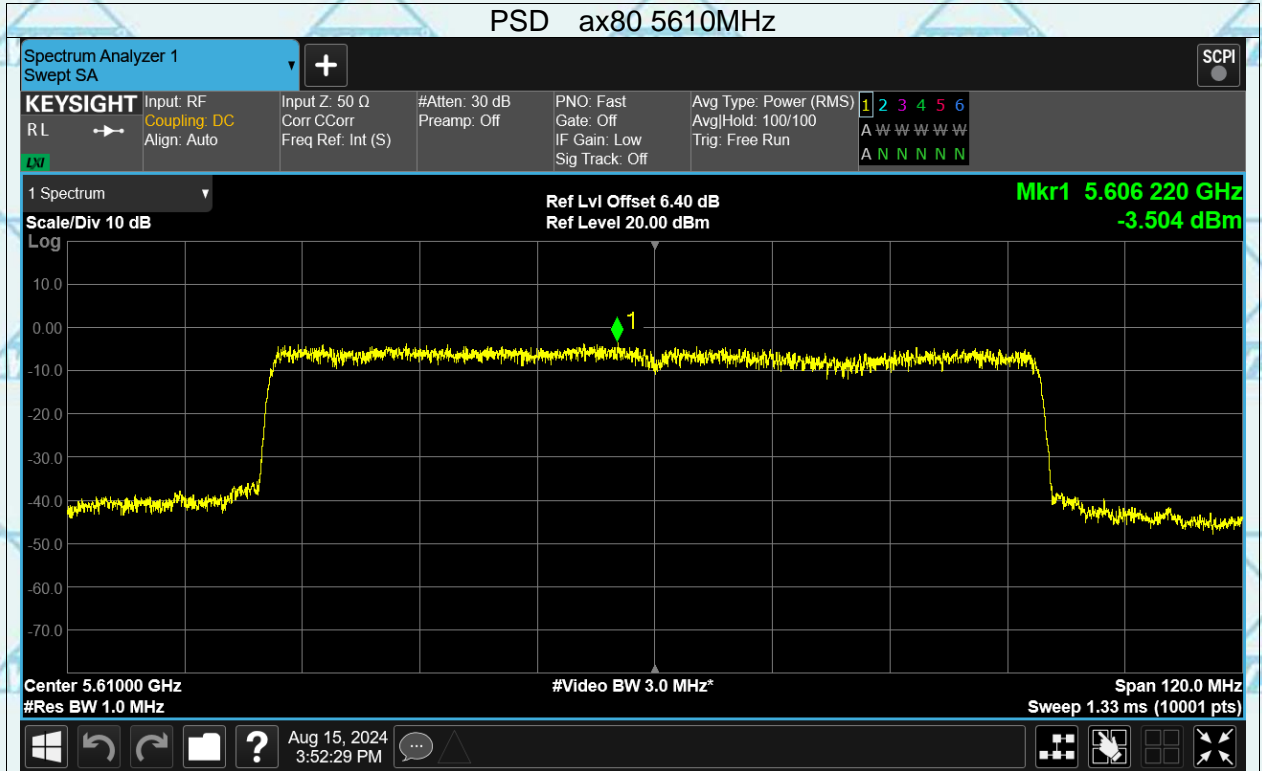 PSD ax80 5610MHz
Spectrum Analyzer 1
Swept SA
+
SCPI
KEYSIGHT
R L
LXI
Input: RF
Coupling: DC
Align: Auto
Input Z: 50 Ω
Corr CCorr
Freq Ref: Int (S)
#Atten: 30 dB
Preamp: Off
PNO: Fast
Gate: Off
IF Gain: Low
Sig Track: Off
Avg Type: Power (RMS)
Avg|Hold: 100/100
Trig: Free Run
1 2 3 4 5 6
A W W W W W
A N N N N N
1 Spectrum
Scale/Div 10 dB
Log
Ref Lvl Offset 6.40 dB
Ref Level 20.00 dBm
Mkr1 5.606 220 GHz
-3.504 dBm
10.0
0.00
1
-10.0
-20.0
-30.0
-40.0
-50.0
-60.0
-70.0
Center 5.61000 GHz
#Res BW 1.0 MHz
#Video BW 3.0 MHz*
Span 120.0 MHz
Sweep 1.33 ms (10001 pts)
?
Aug 15, 2024
3:52:29 PM